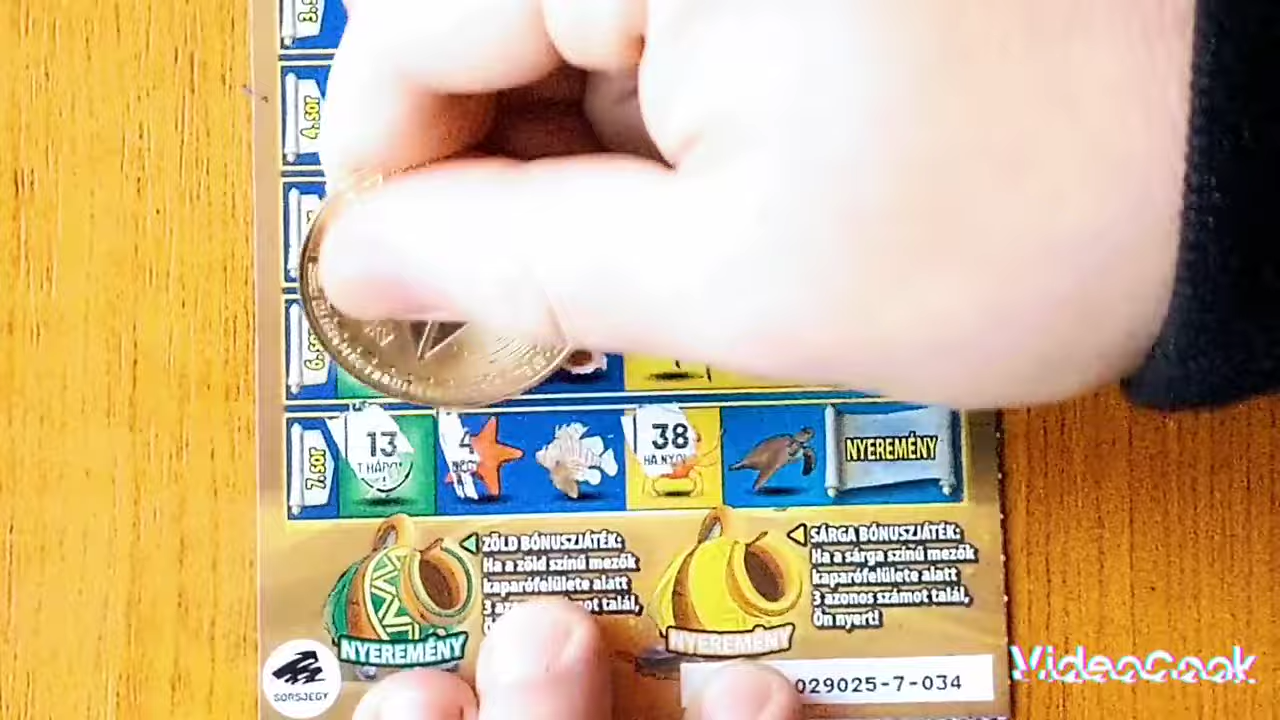 4.sor
7.sor
13
38
NYEREMÉNY
ZÖLD BÓNUSZJÁTÉK:
Ha a zöld színű mezők
kaparófelülete alatt
NYEREMÉNY
SÁRGA BÓNUSZJÁTÉK:
Ha a sárga színű mezők
kaparófelülete alatt
3 azonos számot talál,
Ön nyert!
NYEREMÉNY
SORSJEGY
029025-7-034
VideoCook